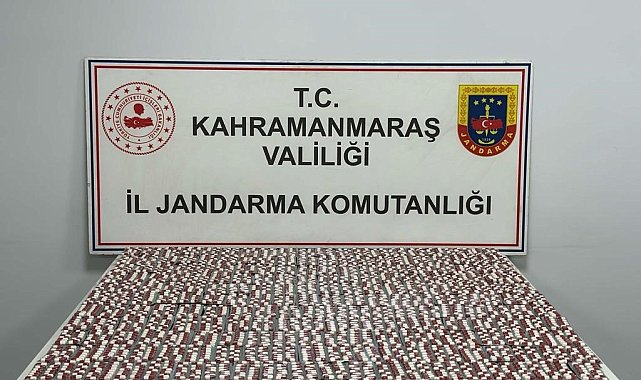 T.C.
KAHRAMANMARAŞ
VALİLİĞİ
İL JANDARMA KOMUTANLIĞI
JANDARMA